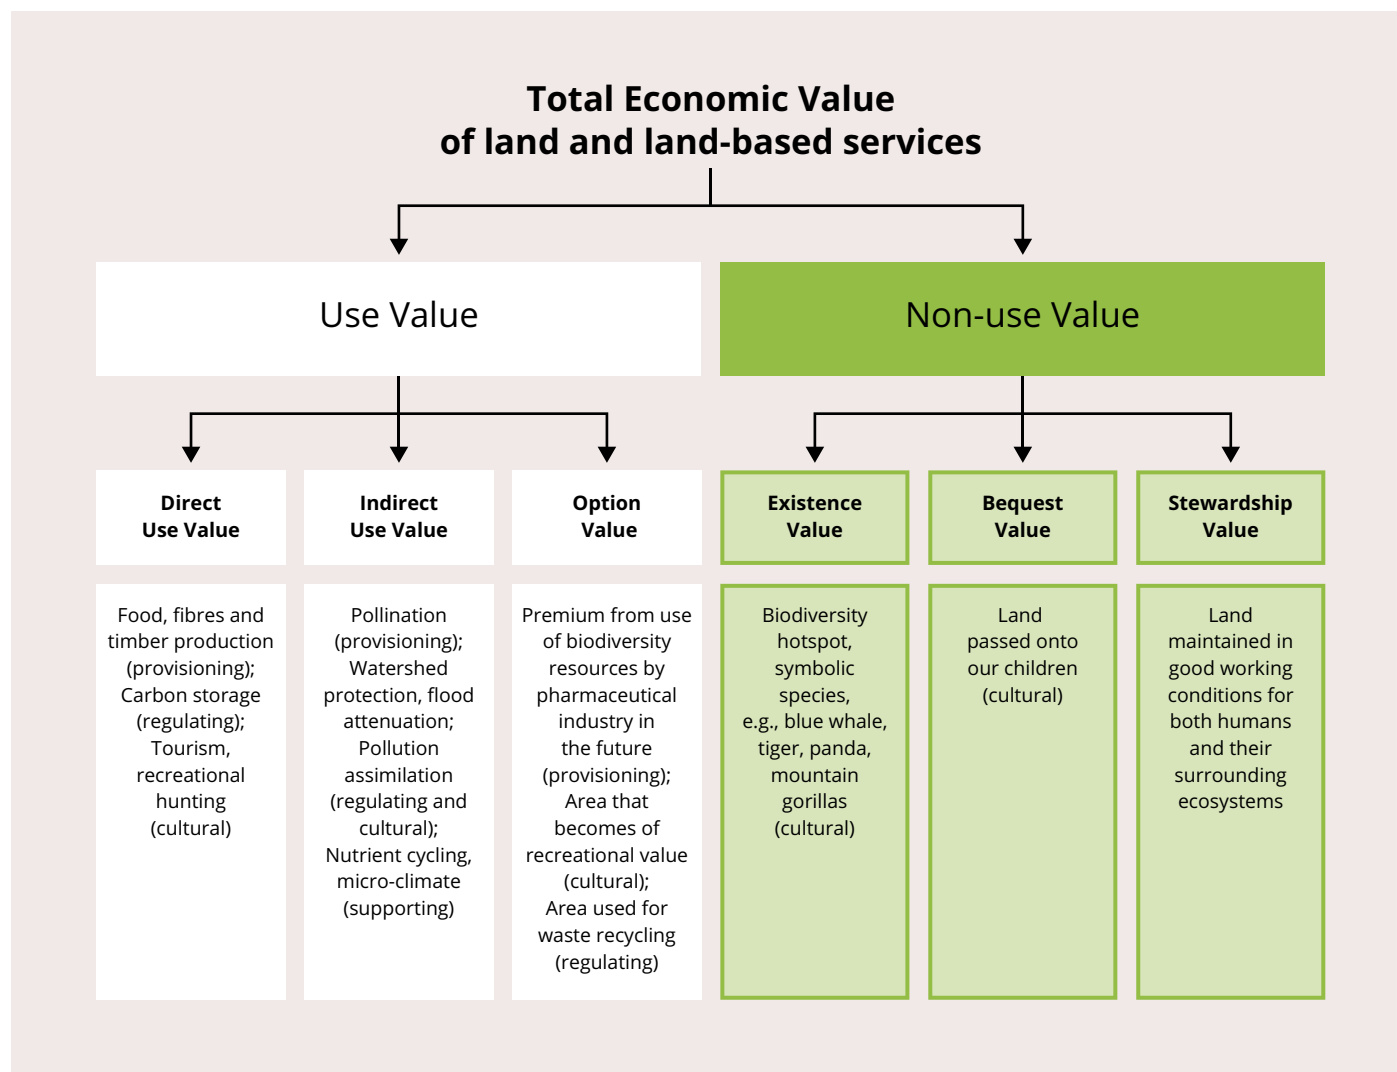 Total Economic Value
of land and land-based services
Use Value
Non-use Value
Direct
Use Value
Indirect
Use Value
Option
Value
Existence
Value
Bequest
Value
Stewardship
Value
Food, fibres and
timber production
(provisioning);
Carbon storage
(regulating);
Tourism,
recreational
hunting
(cultural)
Pollination
(provisioning);
Watershed
protection, flood
attenuation;
Pollution
assimilation
(regulating and
cultural);
Nutrient cycling,
micro-climate
(supporting)
Premium from use
of biodiversity
resources by
pharmaceutical
industry in
the future
(provisioning);
Area that
becomes of
recreational value
(cultural);
Area used for
waste recycling
(regulating)
Biodiversity
hotspot,
symbolic
species,
e.g., blue whale,
tiger, panda,
mountain
gorillas
(cultural)
Land
passed onto
our children
(cultural)
Land
maintained in
good working
conditions for
both humans
and their
surrounding
ecosystems